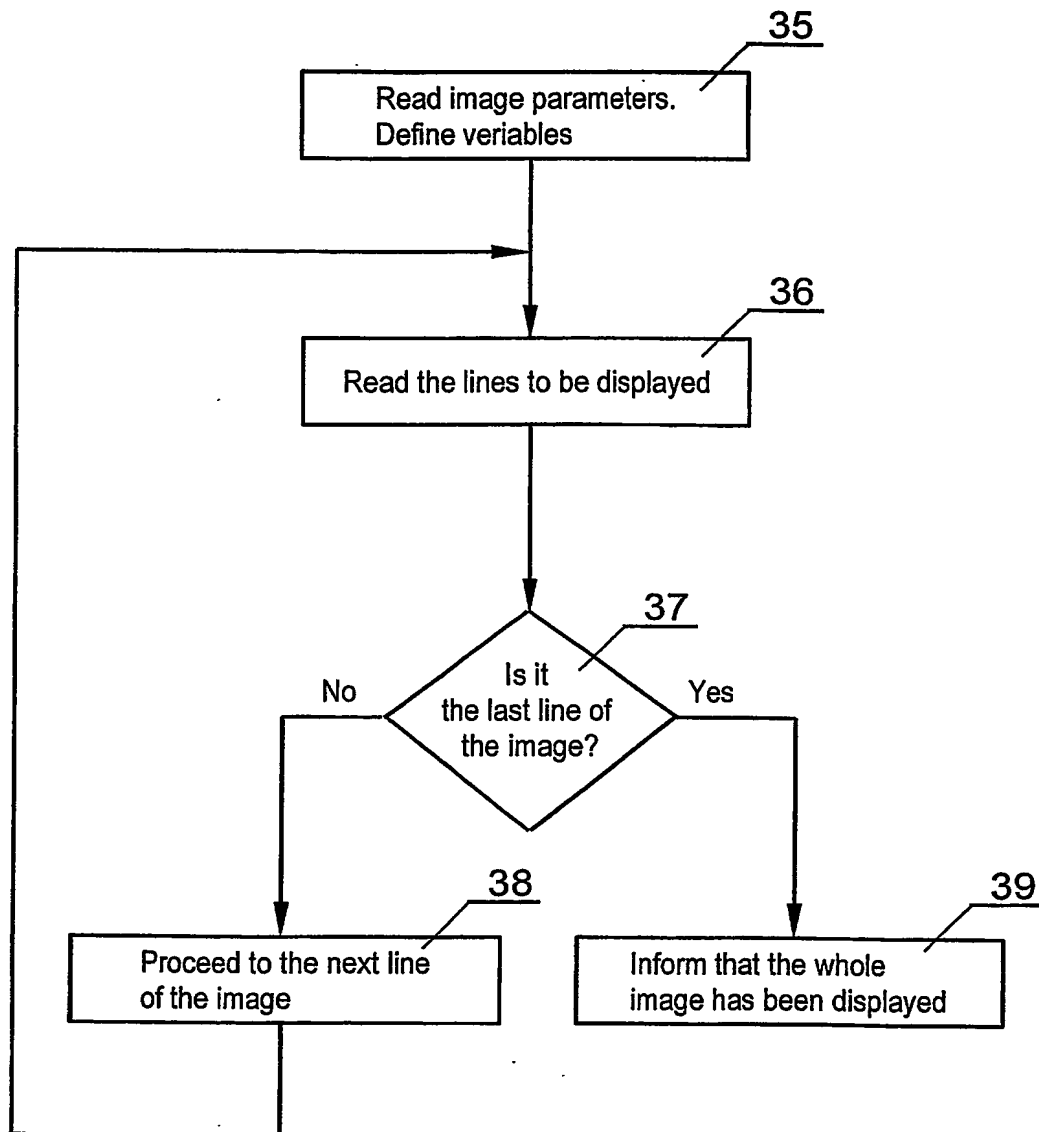 35
Read image parameters.
Define veriables
36
Read the lines to be displayed
37
Is it
the last line of
the image?
No
Yes
38
Proceed to the next line
of the image
39
Inform that the whole
image has been displayed